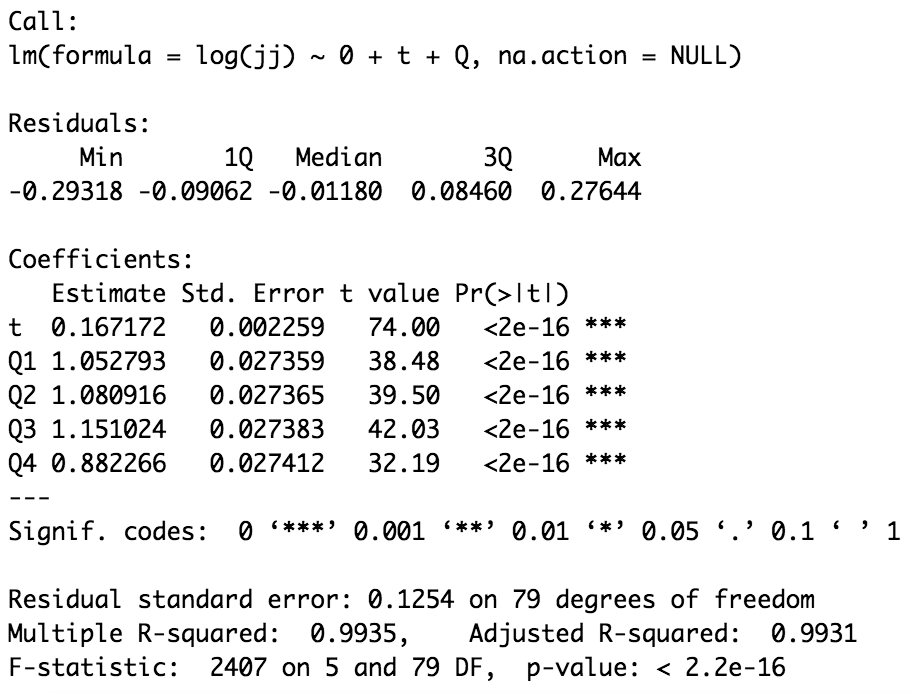 Call:
lm(formula = log(jj) ~ 0 + t + Q, na.action = NULL)
Residuals:
     Min       1Q   Median       3Q      Max
-0.29318 -0.09062 -0.01180  0.08460  0.27644
Coefficients:
   Estimate Std. Error t value Pr(>|t|)
t  0.167172   0.002259   74.00   <2e-16 ***
Q1 1.052793   0.027359   38.48   <2e-16 ***
Q2 1.080916   0.027365   39.50   <2e-16 ***
Q3 1.151024   0.027383   42.03   <2e-16 ***
Q4 0.882266   0.027412   32.19   <2e-16 ***
---
Signif. codes:  0 ‘***’ 0.001 ‘**’ 0.01 ‘*’ 0.05 ‘.’ 0.1 ‘ ’ 1
Residual standard error: 0.1254 on 79 degrees of freedom
Multiple R-squared:  0.9935,    Adjusted R-squared:  0.9931
F-statistic:  2407 on 5 and 79 DF,  p-value: < 2.2e-16